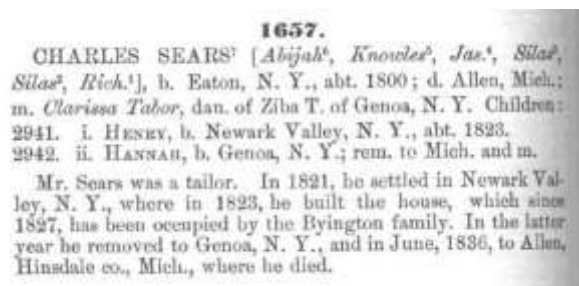 1657.
CHARLES SEARS⁷ [Abijah⁶, Knowles⁵, Jas.⁴, Silas³,
Silas², Rich.¹], b. Eaton, N. Y., abt. 1800; d. Allen, Mich.;
m. Clarissa Tabor, dau. of Ziba T. of Genoa, N. Y. Children:
2941. i. HENRY, b. Newark Valley, N. Y., abt. 1823.
2942. ii. HANNAH, b. Genoa, N. Y.; rem. to Mich. and m.
Mr. Sears was a tailor. In 1821, he settled in Newark Val-
ley, N. Y., where in 1823, he built the house, which since
1827, has been occupied by the Byington family. In the latter
year he removed to Genoa, N. Y., and in June, 1836, to Allen,
Hinsdale co., Mich., where he died.